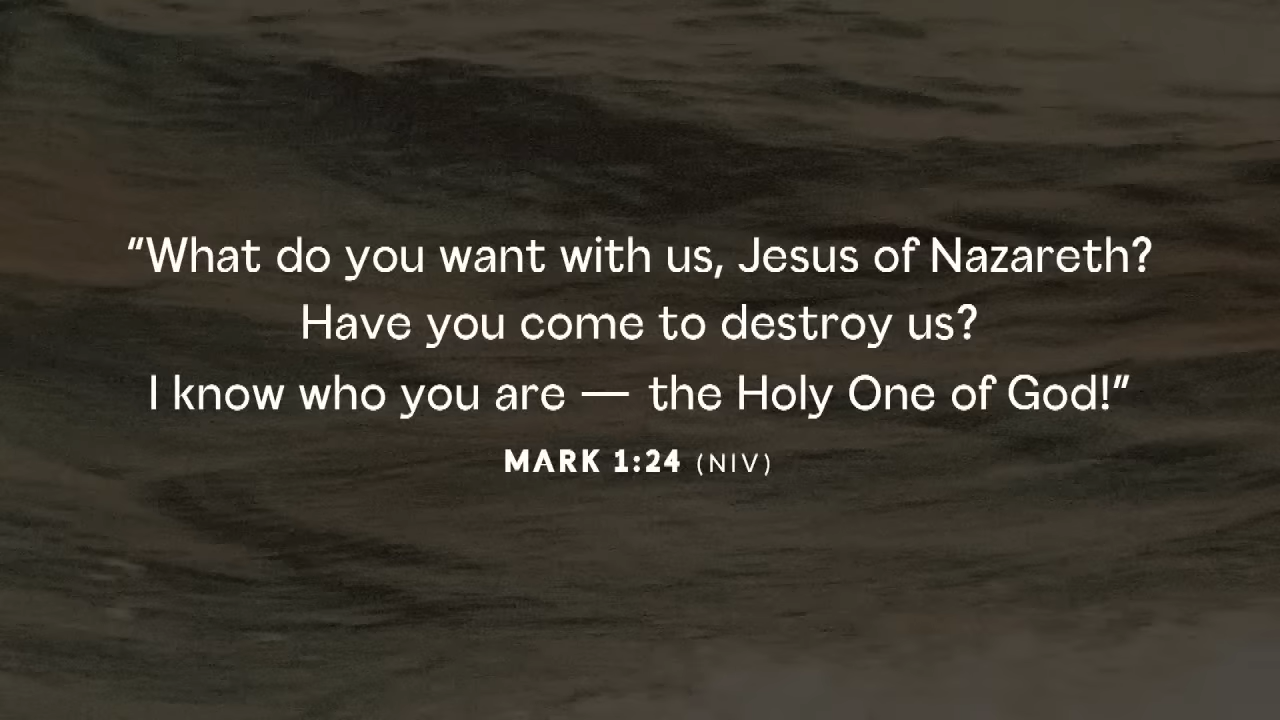 “What do you want with us, Jesus of Nazareth?
Have you come to destroy us?
I know who you are — the Holy One of God!”
MARK 1:24 (NIV)